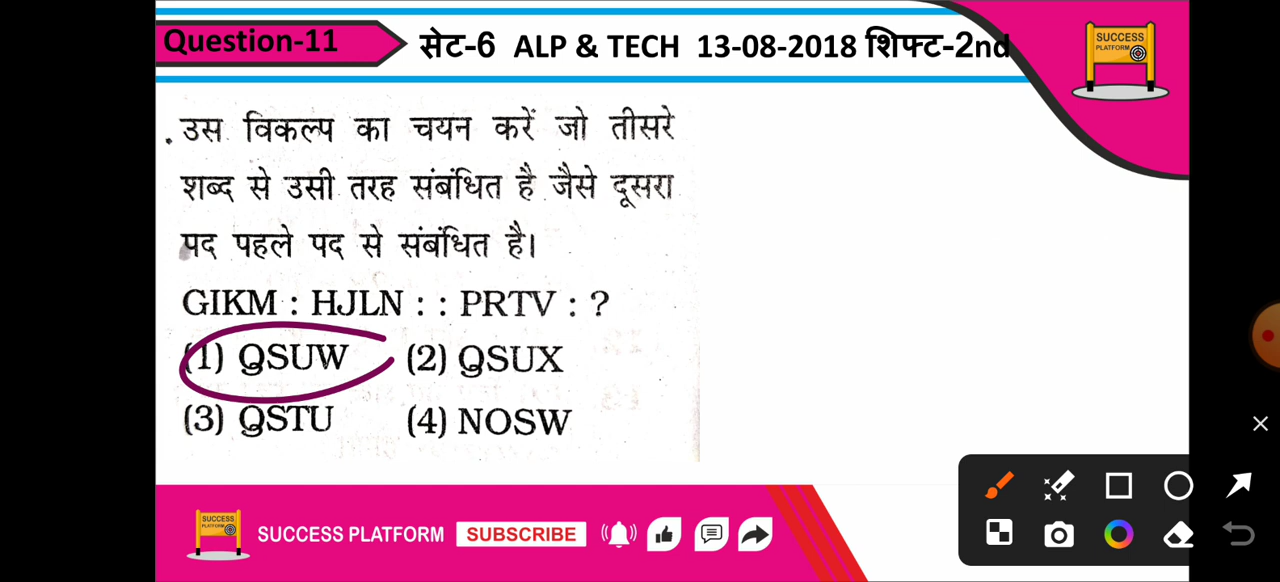 Question-11
सेट-6 ALP & TECH 13-08-2018 शिफ्ट-2nd
SUCCESS
PLATFORM
. उस विकल्प का चयन करें जो तीसरे
शब्द से उसी तरह संबंधित है जैसे दूसरा
पद पहले पद से संबंधित है।
GIKM : HJLN : : PRTV : ?
(1) QSUW (2) QSUX
(3) QSTU (4) NOSW
SUCCESS
PLATFORM
SUCCESS PLATFORM SUBSCRIBE